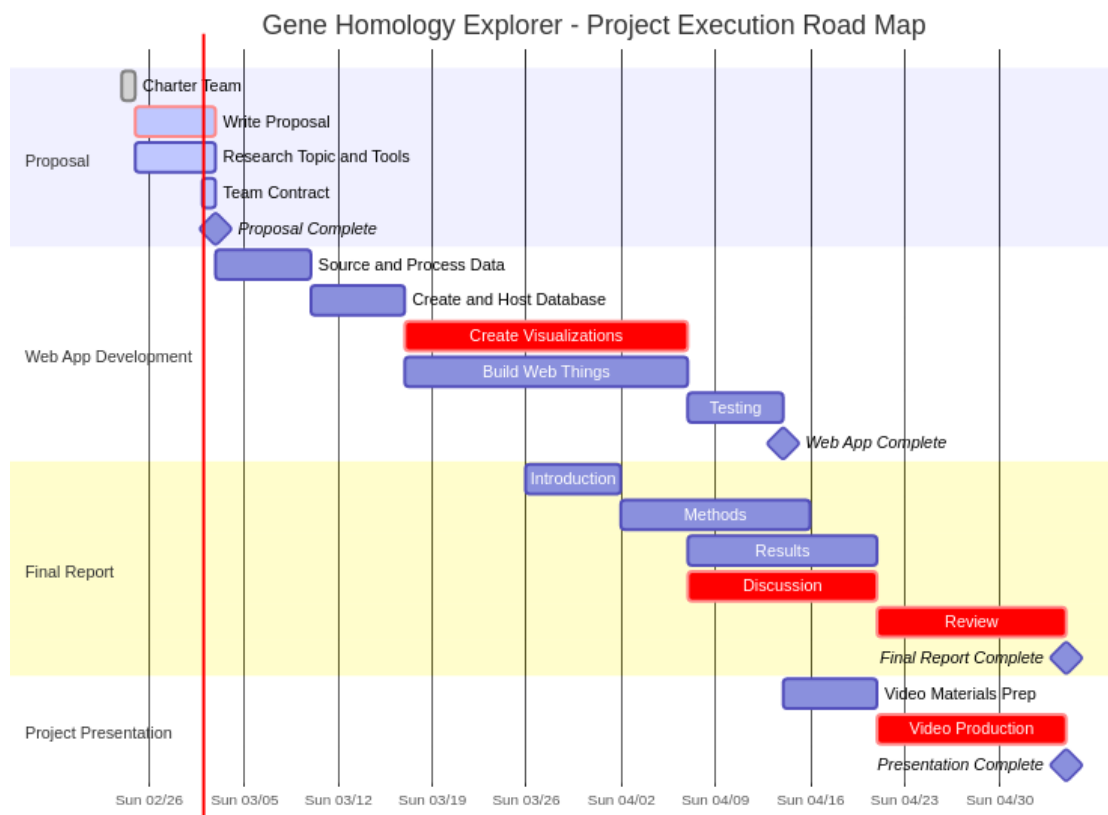 Gene Homology Explorer - Project Execution Road Map
Charter Team
Write Proposal
Proposal
Research Topic and Tools
Team Contract
Proposal Complete
Source and Process Data
Create and Host Database
Create Visualizations
Web App Development
Build Web Things
Testing
Web App Complete
Introduction
Methods
Results
Final Report
Discussion
Review
Final Report Complete
Video Materials Prep
Project Presentation
Video Production
Presentation Complete
Sun 02/26 Sun 03/05 Sun 03/12 Sun 03/19 Sun 03/26 Sun 04/02 Sun 04/09 Sun 04/16 Sun 04/23 Sun 04/30